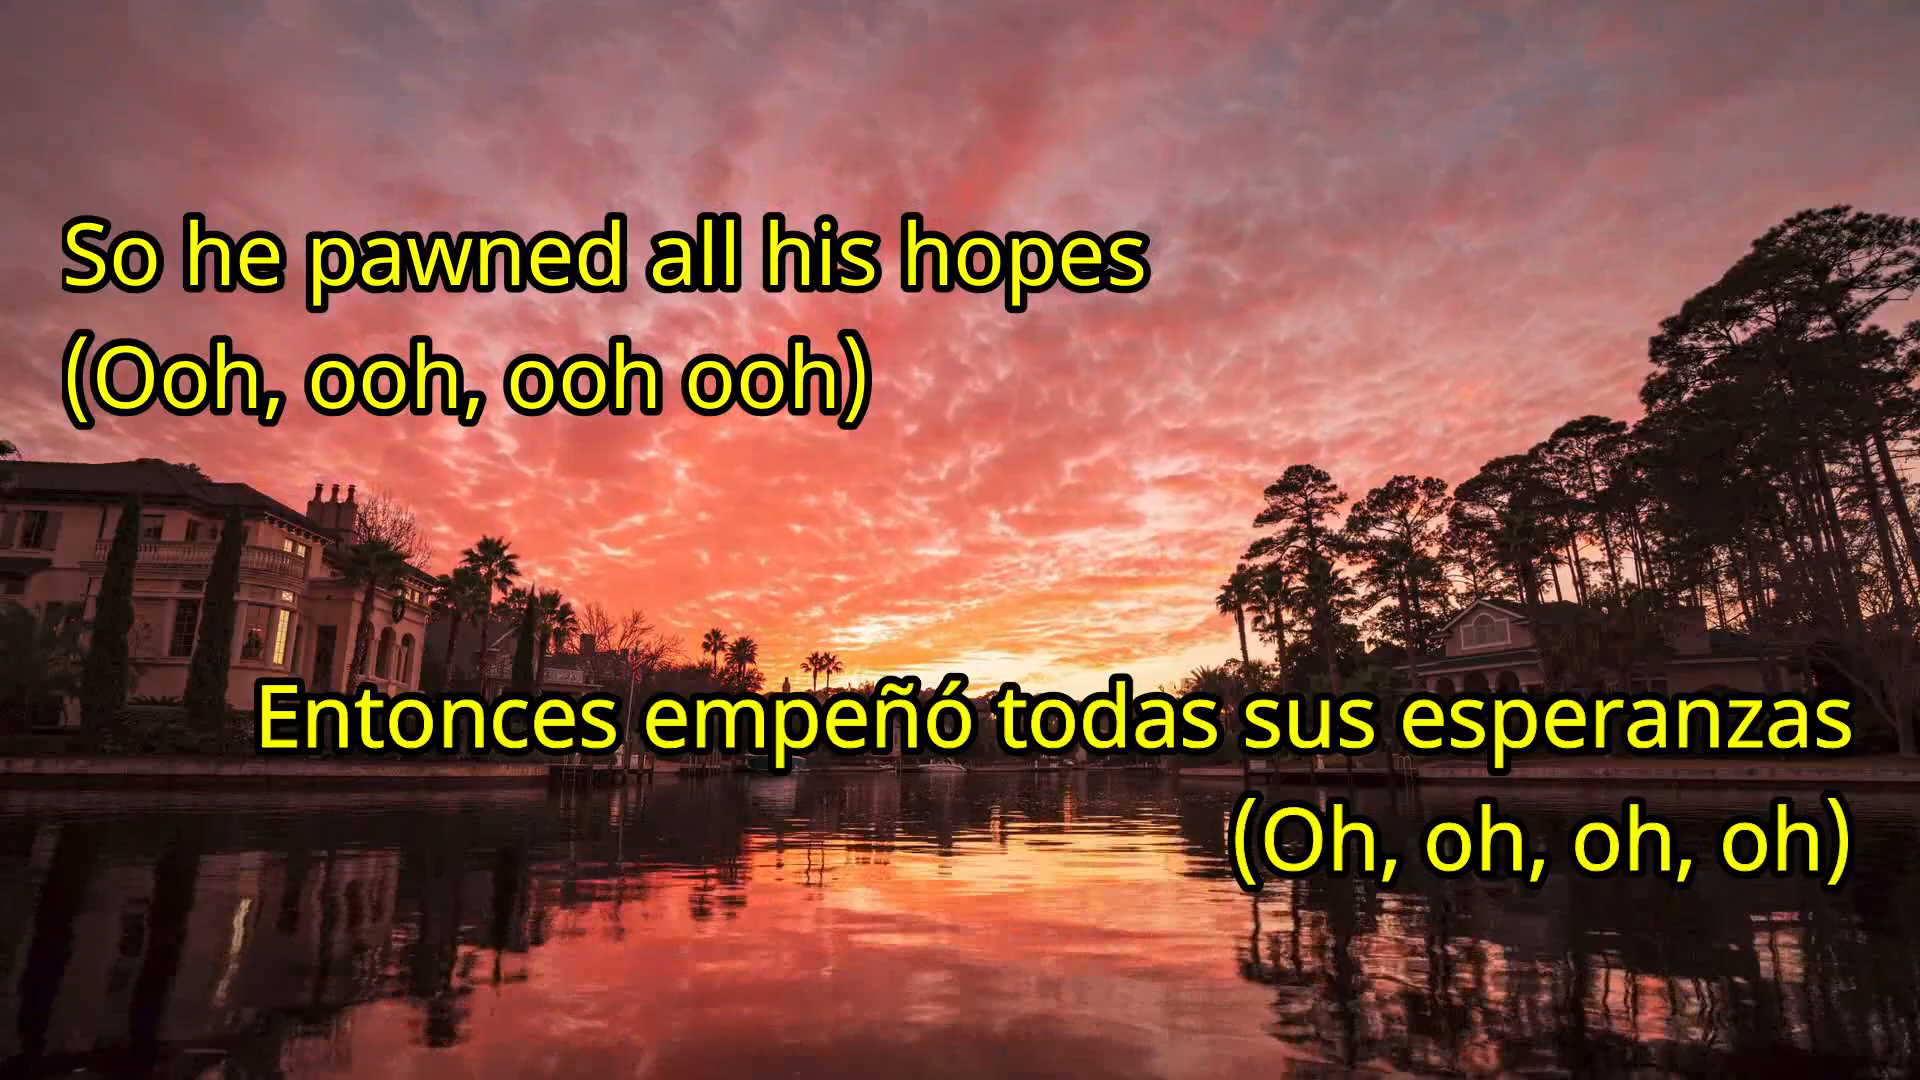 So he pawned all his hopes
(Ooh, ooh, ooh ooh)
Entonces empeñó todas sus esperanzas
(Oh, oh, oh, oh)